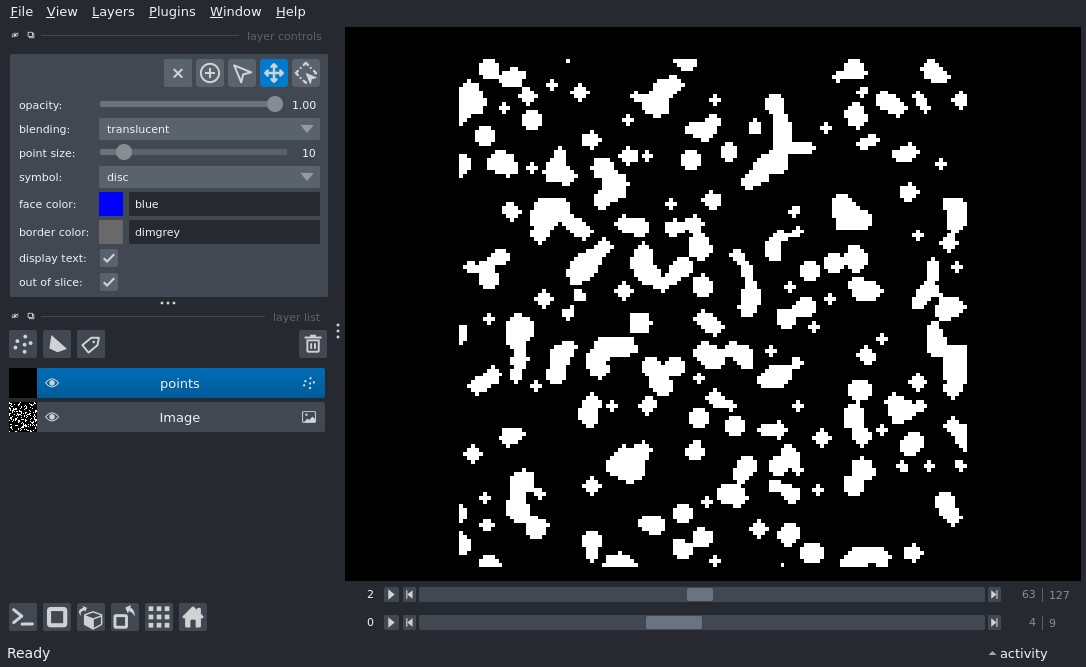 File View Layers Plugins Window Help
layer controls
opacity: 1.00
blending: translucent
point size: 10
symbol: disc
face color: blue
border color: dimgrey
display text:
out of slice:
layer list
points
Image
2 63 127
0 4 9
Ready activity